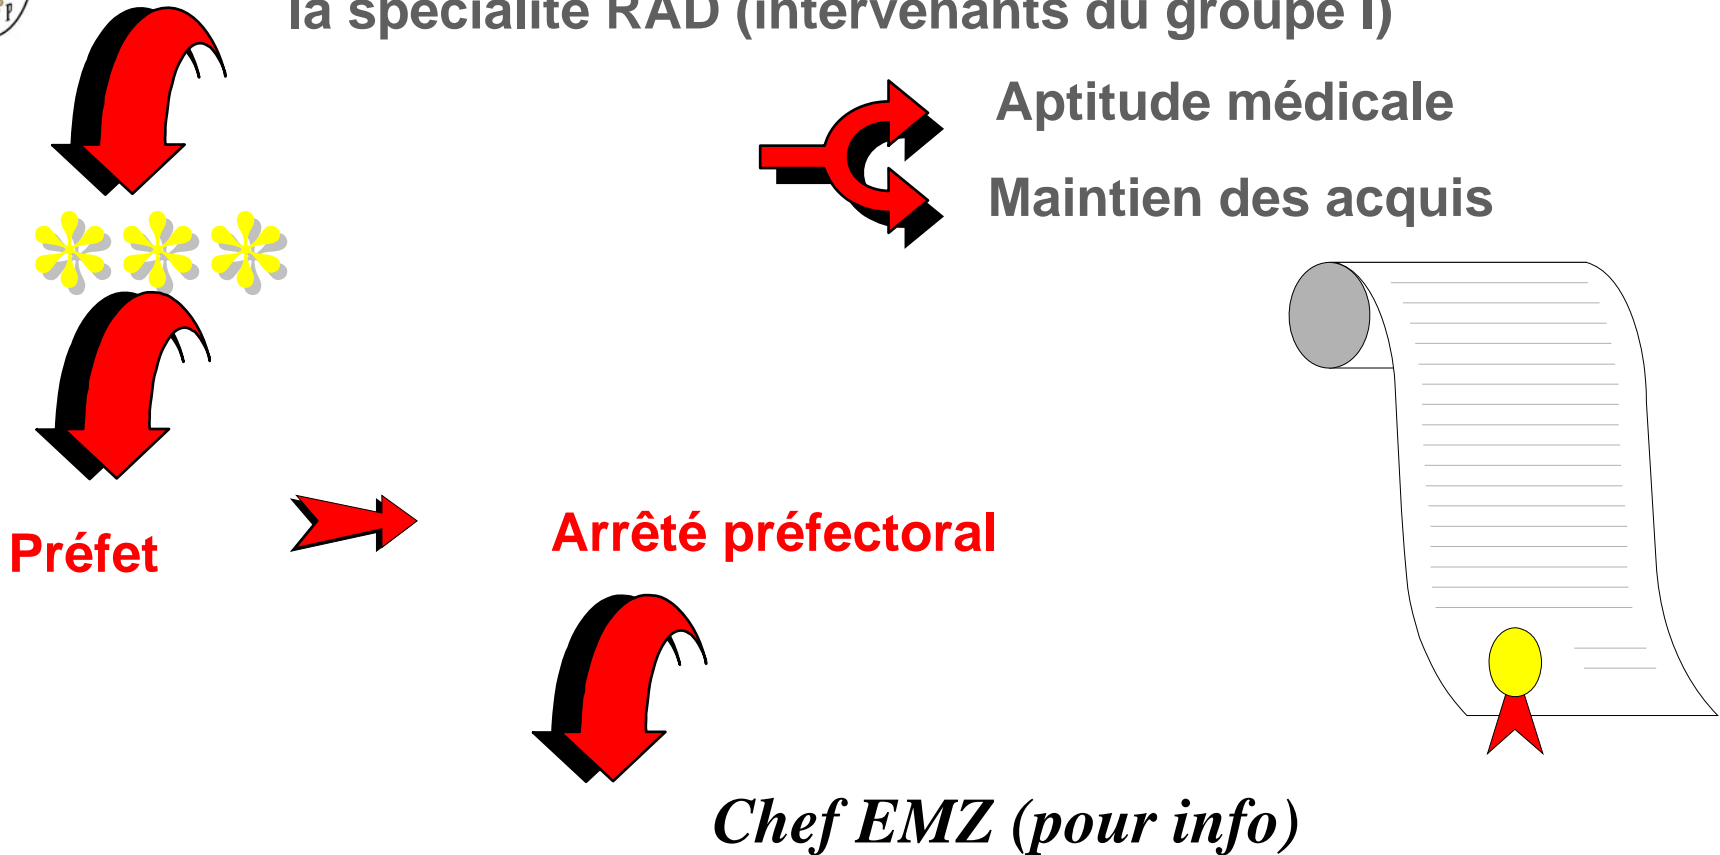 la spécialité RAD (intervenants du groupe I)
Aptitude médicale
Maintien des acquis
Préfet
Arrêté préfectoral
Chef EMZ (pour info)